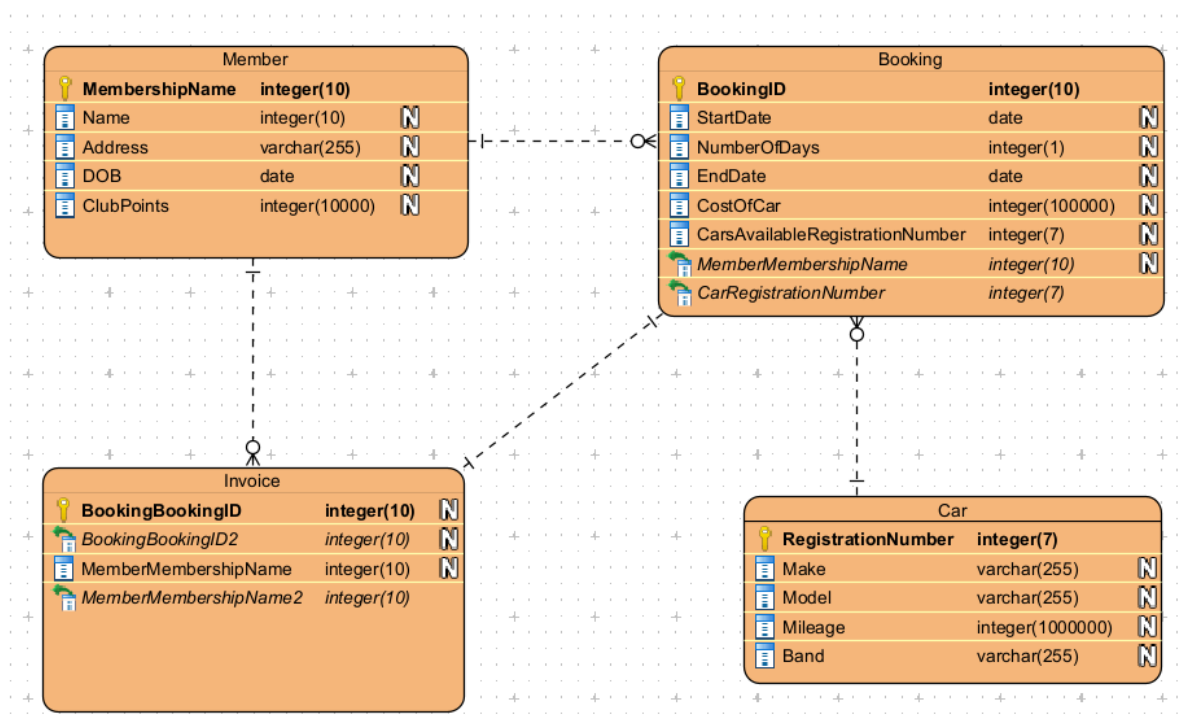 Member
MembershipName integer(10)
Name integer(10) N
Address varchar(255) N
DOB date N
ClubPoints integer(10000) N
Booking
BookingID integer(10)
StartDate date N
NumberOfDays integer(1) N
EndDate date N
CostOfCar integer(100000) N
CarsAvailableRegistrationNumber integer(7) N
MemberMembershipName integer(10) N
CarRegistrationNumber integer(7)
Invoice
BookingBookingID integer(10) N
BookingBookingID2 integer(10) N
MemberMembershipName integer(10) N
MemberMembershipName2 integer(10)
Car
RegistrationNumber integer(7)
Make varchar(255) N
Model varchar(255) N
Mileage integer(1000000) N
Band varchar(255) N